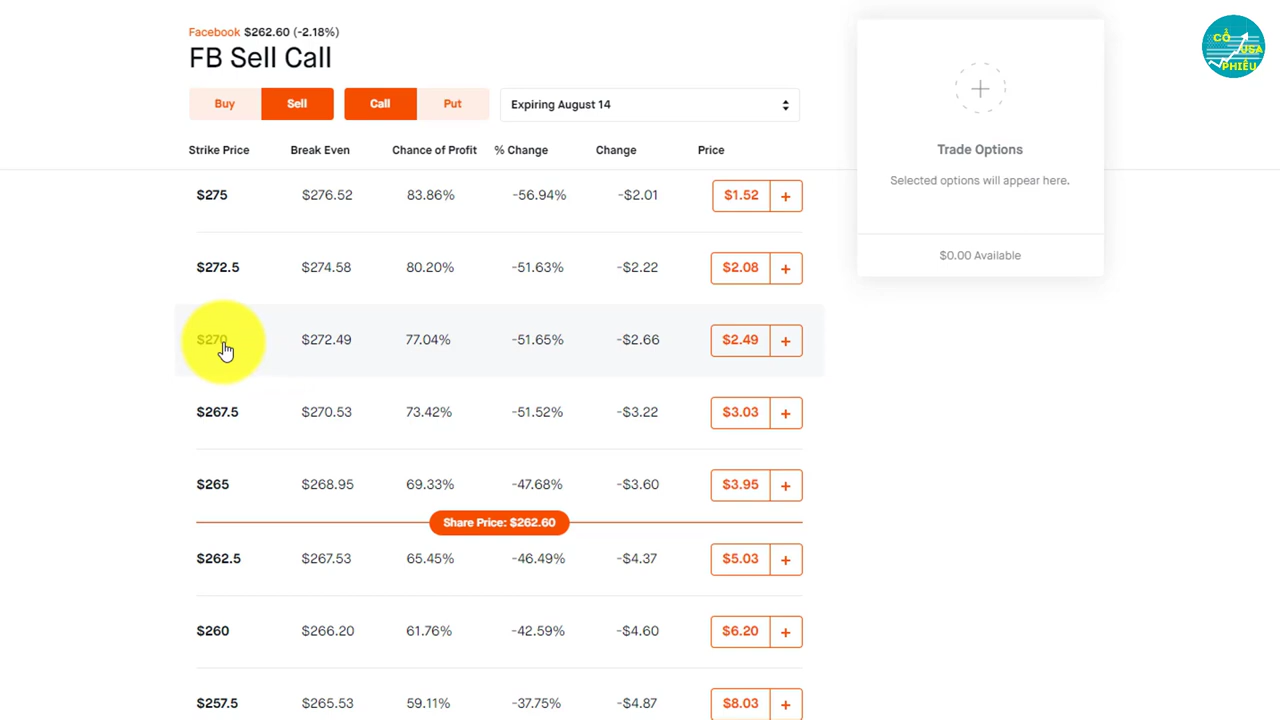 Facebook $262.60 (-2.18%)
FB Sell Call
Buy Sell Call Put Expiring August 14
Strike Price Break Even Chance of Profit % Change Change Price
$275 $276.52 83.86% -56.94% -$2.01 $1.52 +
$272.5 $274.58 80.20% -51.63% -$2.22 $2.08 +
$270 $272.49 77.04% -51.65% -$2.66 $2.49 +
$267.5 $270.53 73.42% -51.52% -$3.22 $3.03 +
$265 $268.95 69.33% -47.68% -$3.60 $3.95 +
Share Price: $262.60
$262.5 $267.53 65.45% -46.49% -$4.37 $5.03 +
$260 $266.20 61.76% -42.59% -$4.60 $6.20 +
$257.5 $265.53 59.11% -37.75% -$4.87 $8.03 +
+
Trade Options
Selected options will appear here.
$0.00 Available
CỔ
USA
PHIẾU